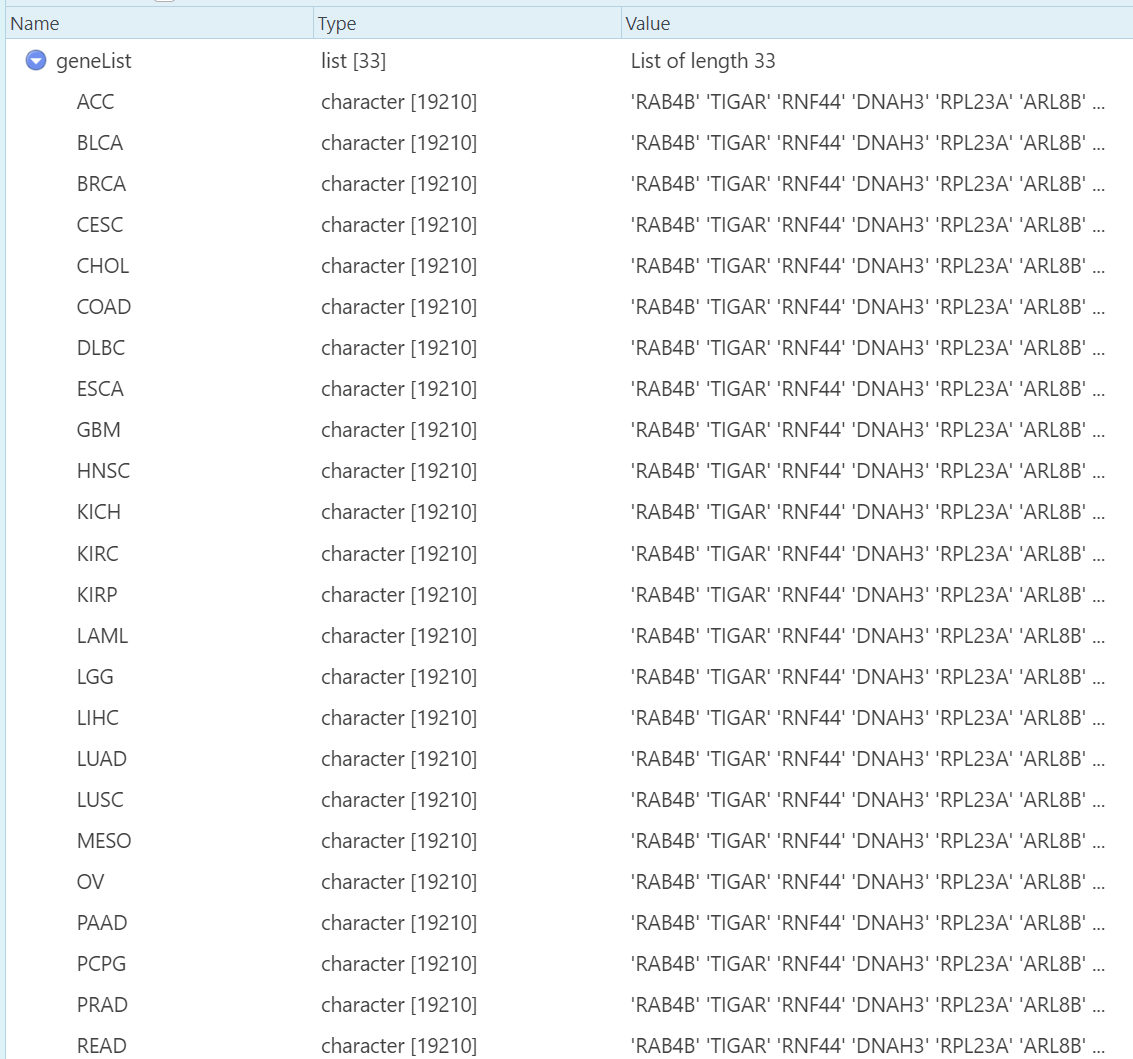 Name Type Value
geneList list [33] List of length 33
ACC character [19210] 'RAB4B' 'TIGAR' 'RNF44' 'DNAH3' 'RPL23A' 'ARL8B' ...
BLCA character [19210] 'RAB4B' 'TIGAR' 'RNF44' 'DNAH3' 'RPL23A' 'ARL8B' ...
BRCA character [19210] 'RAB4B' 'TIGAR' 'RNF44' 'DNAH3' 'RPL23A' 'ARL8B' ...
CESC character [19210] 'RAB4B' 'TIGAR' 'RNF44' 'DNAH3' 'RPL23A' 'ARL8B' ...
CHOL character [19210] 'RAB4B' 'TIGAR' 'RNF44' 'DNAH3' 'RPL23A' 'ARL8B' ...
COAD character [19210] 'RAB4B' 'TIGAR' 'RNF44' 'DNAH3' 'RPL23A' 'ARL8B' ...
DLBC character [19210] 'RAB4B' 'TIGAR' 'RNF44' 'DNAH3' 'RPL23A' 'ARL8B' ...
ESCA character [19210] 'RAB4B' 'TIGAR' 'RNF44' 'DNAH3' 'RPL23A' 'ARL8B' ...
GBM character [19210] 'RAB4B' 'TIGAR' 'RNF44' 'DNAH3' 'RPL23A' 'ARL8B' ...
HNSC character [19210] 'RAB4B' 'TIGAR' 'RNF44' 'DNAH3' 'RPL23A' 'ARL8B' ...
KICH character [19210] 'RAB4B' 'TIGAR' 'RNF44' 'DNAH3' 'RPL23A' 'ARL8B' ...
KIRC character [19210] 'RAB4B' 'TIGAR' 'RNF44' 'DNAH3' 'RPL23A' 'ARL8B' ...
KIRP character [19210] 'RAB4B' 'TIGAR' 'RNF44' 'DNAH3' 'RPL23A' 'ARL8B' ...
LAML character [19210] 'RAB4B' 'TIGAR' 'RNF44' 'DNAH3' 'RPL23A' 'ARL8B' ...
LGG character [19210] 'RAB4B' 'TIGAR' 'RNF44' 'DNAH3' 'RPL23A' 'ARL8B' ...
LIHC character [19210] 'RAB4B' 'TIGAR' 'RNF44' 'DNAH3' 'RPL23A' 'ARL8B' ...
LUAD character [19210] 'RAB4B' 'TIGAR' 'RNF44' 'DNAH3' 'RPL23A' 'ARL8B' ...
LUSC character [19210] 'RAB4B' 'TIGAR' 'RNF44' 'DNAH3' 'RPL23A' 'ARL8B' ...
MESO character [19210] 'RAB4B' 'TIGAR' 'RNF44' 'DNAH3' 'RPL23A' 'ARL8B' ...
OV character [19210] 'RAB4B' 'TIGAR' 'RNF44' 'DNAH3' 'RPL23A' 'ARL8B' ...
PAAD character [19210] 'RAB4B' 'TIGAR' 'RNF44' 'DNAH3' 'RPL23A' 'ARL8B' ...
PCPG character [19210] 'RAB4B' 'TIGAR' 'RNF44' 'DNAH3' 'RPL23A' 'ARL8B' ...
PRAD character [19210] 'RAB4B' 'TIGAR' 'RNF44' 'DNAH3' 'RPL23A' 'ARL8B' ...
READ character [19210] 'RAB4B' 'TIGAR' 'RNF44' 'DNAH3' 'RPL23A' 'ARL8B' ...